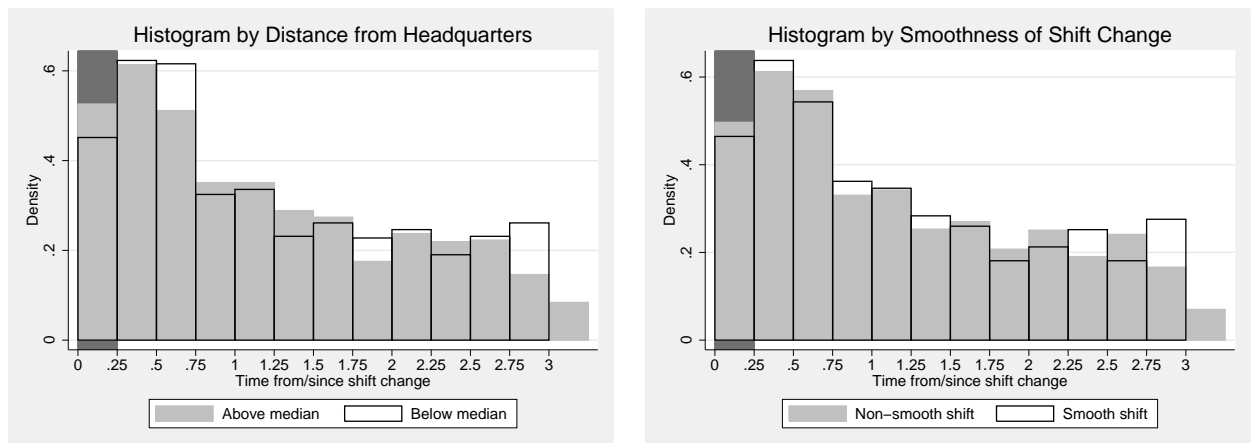 Histogram by Distance from Headquarters
.6
.4
.2
0
Density
0 .25 .5 .75 1 1.25 1.5 1.75 2 2.25 2.5 2.75 3
Time from/since shift change
Above median Below median
Histogram by Smoothness of Shift Change
.6
.4
.2
0
Density
0 .25 .5 .75 1 1.25 1.5 1.75 2 2.25 2.5 2.75 3
Time from/since shift change
Non−smooth shift Smooth shift